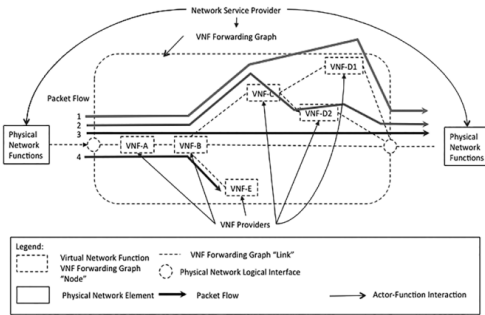 Network Service Provider
VNF Forwarding Graph
VNF-D1
Packet Flow
VNF-C
1
2
VNF-D2
3
Physical
Network
Functions
VNF-A
VNF-B
Physical
Network
Functions
4
VNF-E
VNF Providers
Legend:
Virtual Network Function
VNF Forwarding Graph
"Node"
VNF Forwarding Graph "Link"
Physical Network Logical Interface
Physical Network Element
Packet Flow
Actor-Function Interaction